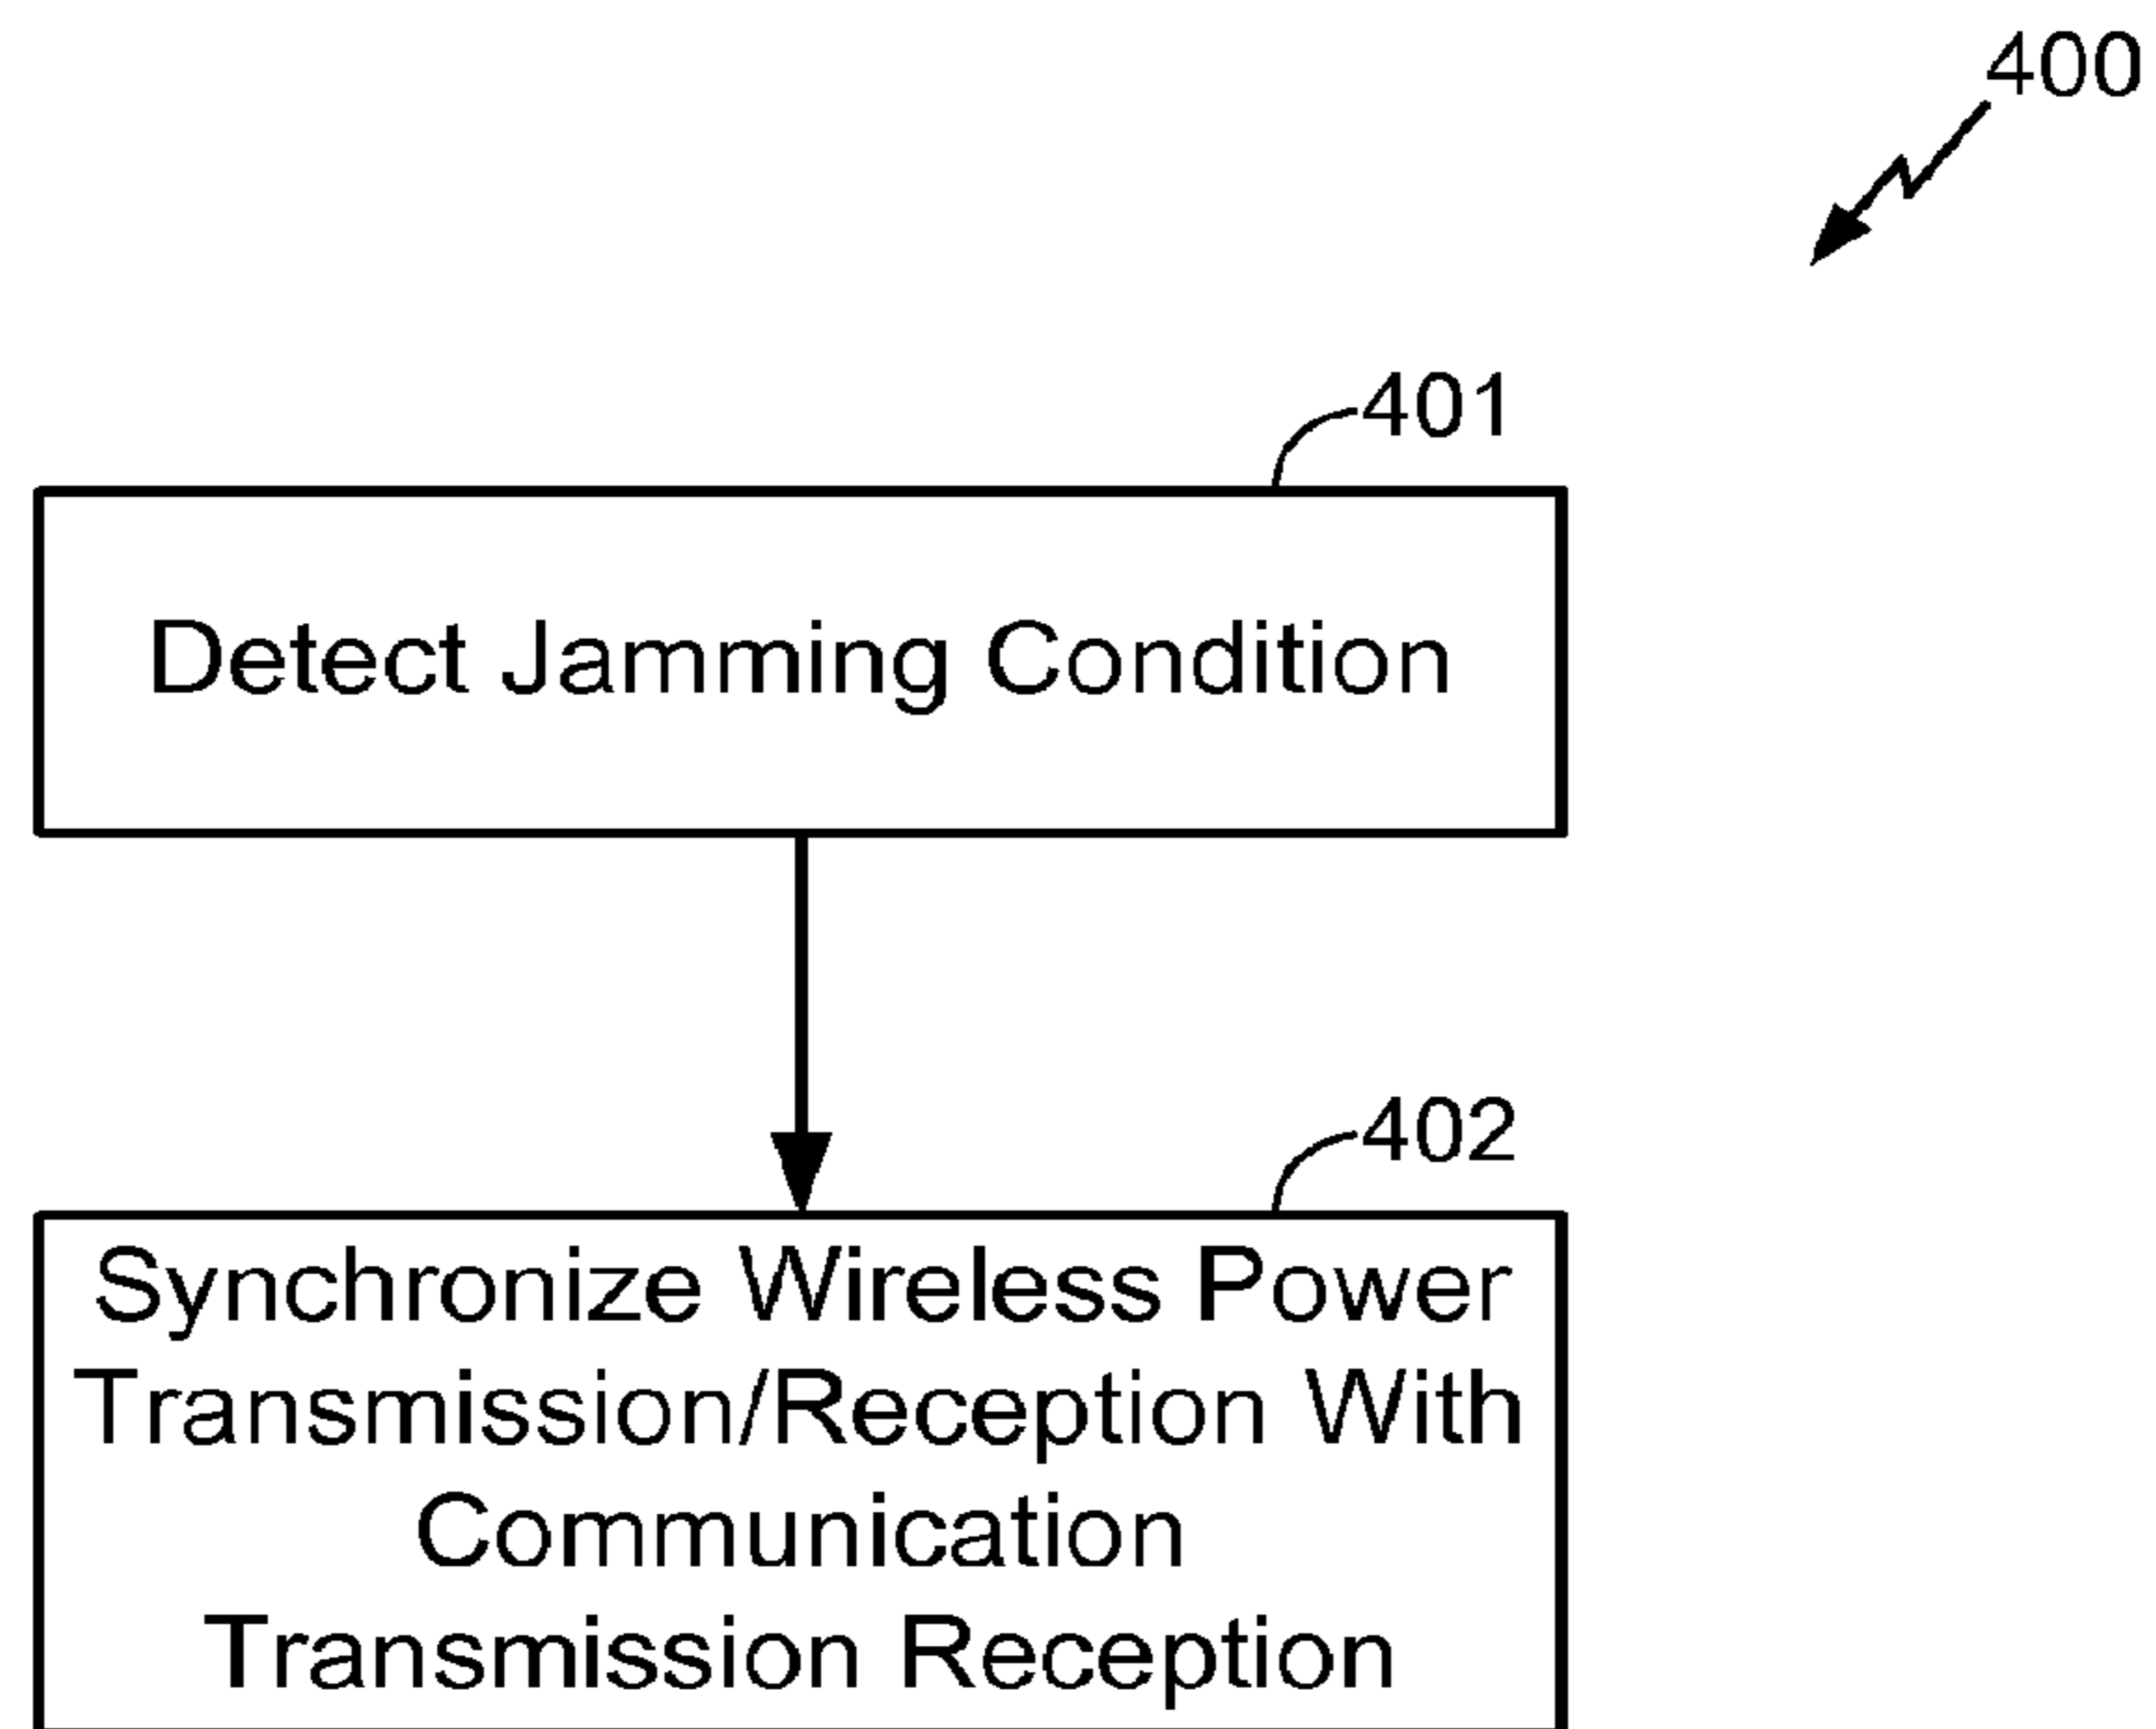 400
401
Detect Jamming Condition
402
Synchronize Wireless Power
Transmission/Reception With
Communication
Transmission Reception